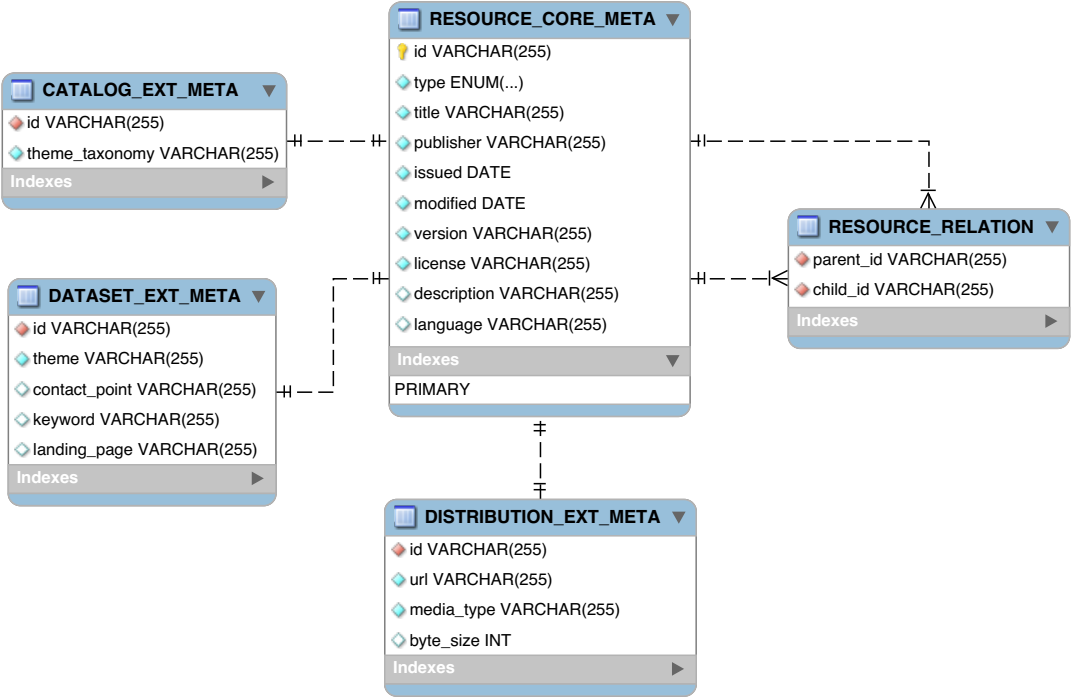 RESOURCE_CORE_META
id VARCHAR(255)
type ENUM(...)
title VARCHAR(255)
publisher VARCHAR(255)
issued DATE
modified DATE
version VARCHAR(255)
license VARCHAR(255)
description VARCHAR(255)
language VARCHAR(255)
Indexes
PRIMARY
CATALOG_EXT_META
id VARCHAR(255)
theme_taxonomy VARCHAR(255)
Indexes
DATASET_EXT_META
id VARCHAR(255)
theme VARCHAR(255)
contact_point VARCHAR(255)
keyword VARCHAR(255)
landing_page VARCHAR(255)
Indexes
RESOURCE_RELATION
parent_id VARCHAR(255)
child_id VARCHAR(255)
Indexes
DISTRIBUTION_EXT_META
id VARCHAR(255)
url VARCHAR(255)
media_type VARCHAR(255)
byte_size INT
Indexes